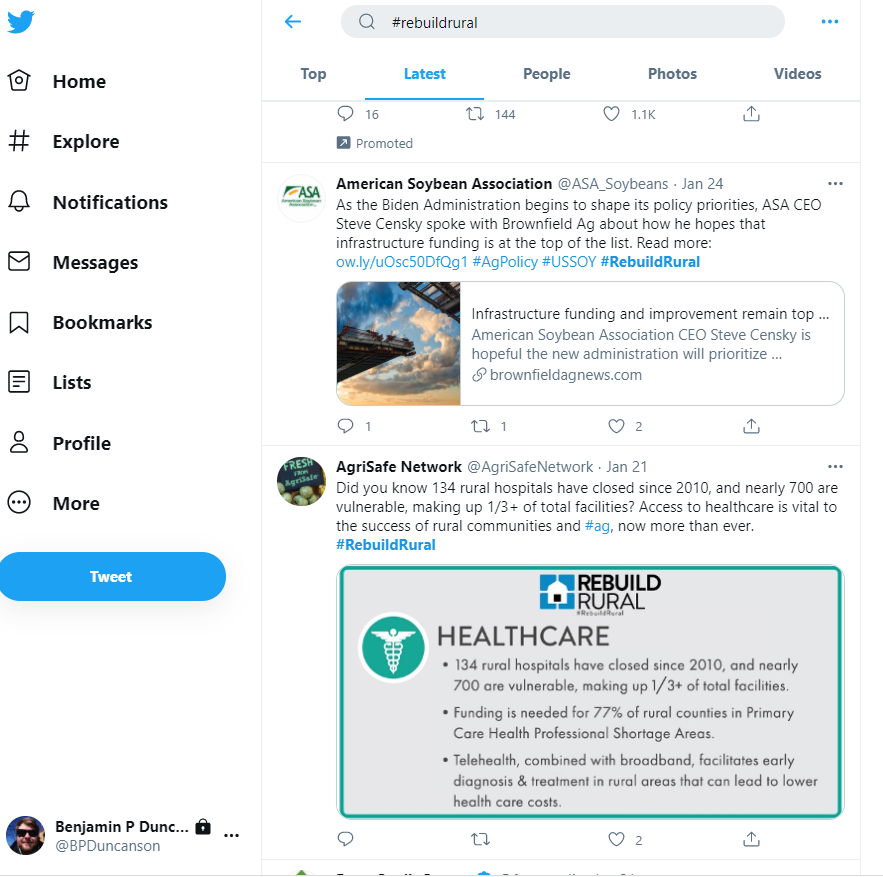 #rebuildrural
Top
Latest
People
Photos
Videos
Home
Explore
Notifications
Messages
Bookmarks
Lists
Profile
More
Tweet
Benjamin P Dunc...
@BPDuncanson
16
144
1.1K
Promoted
ASA
American Soybean Association
American Soybean Association @ASA_Soybeans · Jan 24
As the Biden Administration begins to shape its policy priorities, ASA CEO
Steve Censky spoke with Brownfield Ag about how he hopes that
infrastructure funding is at the top of the list. Read more:
ow.ly/uOsc50DfQg1 #AgPolicy #USSOY #RebuildRural
Infrastructure funding and improvement remain top ...
American Soybean Association CEO Steve Censky is
hopeful the new administration will prioritize ...
brownfieldagnews.com
1
1
2
FRESH
FROM
AgriSafe
AgriSafe Network @AgriSafeNetwork · Jan 21
Did you know 134 rural hospitals have closed since 2010, and nearly 700 are
vulnerable, making up 1/3+ of total facilities? Access to healthcare is vital to
the success of rural communities and #ag, now more than ever.
#RebuildRural
REBUILD
RURAL
#RebuildRural
HEALTHCARE
• 134 rural hospitals have closed since 2010, and nearly
700 are vulnerable, making up 1/3+ of total facilities.
• Funding is needed for 77% of rural counties in Primary
Care Health Professional Shortage Areas.
• Telehealth, combined with broadband, facilitates early
diagnosis & treatment in rural areas that can lead to lower
health care costs.
2